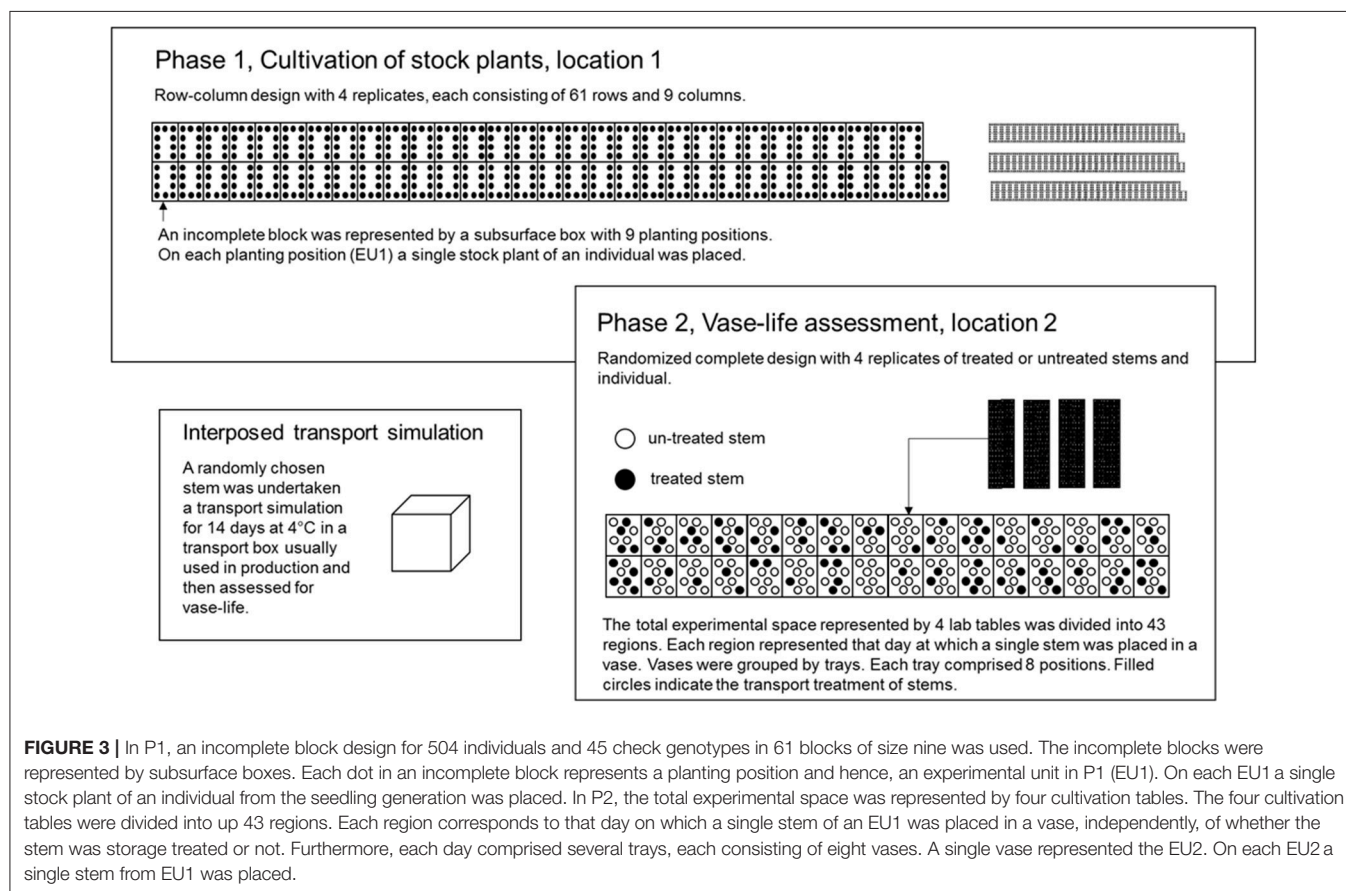 Phase 1, Cultivation of stock plants, location 1
Row-column design with 4 replicates, each consisting of 61 rows and 9 columns.
An incomplete block was represented by a subsurface box with 9 planting positions.
On each planting position (EU1) a single stock plant of an individual was placed.
Phase 2, Vase-life assessment, location 2
Randomized complete design with 4 replicates of treated or untreated stems and
individual.
un-treated stem
treated stem
The total experimental space represented by 4 lab tables was divided into 43
regions. Each region represented that day at which a single stem was placed in a
vase. Vases were grouped by trays. Each tray comprised 8 positions. Filled
circles indicate the transport treatment of stems.
Interposed transport simulation
A randomly chosen
stem was undertaken
a transport simulation
for 14 days at 4°C in a
transport box usually
used in production and
then assessed for
vase-life.
FIGURE 3 | In P1, an incomplete block design for 504 individuals and 45 check genotypes in 61 blocks of size nine was used. The incomplete blocks were
represented by subsurface boxes. Each dot in an incomplete block represents a planting position and hence, an experimental unit in P1 (EU1). On each EU1 a single
stock plant of an individual from the seedling generation was placed. In P2, the total experimental space was represented by four cultivation tables. The four cultivation
tables were divided into up 43 regions. Each region corresponds to that day on which a single stem of an EU1 was placed in a vase, independently, of whether the
stem was storage treated or not. Furthermore, each day comprised several trays, each consisting of eight vases. A single vase represented the EU2. On each EU2 a
single stem from EU1 was placed.